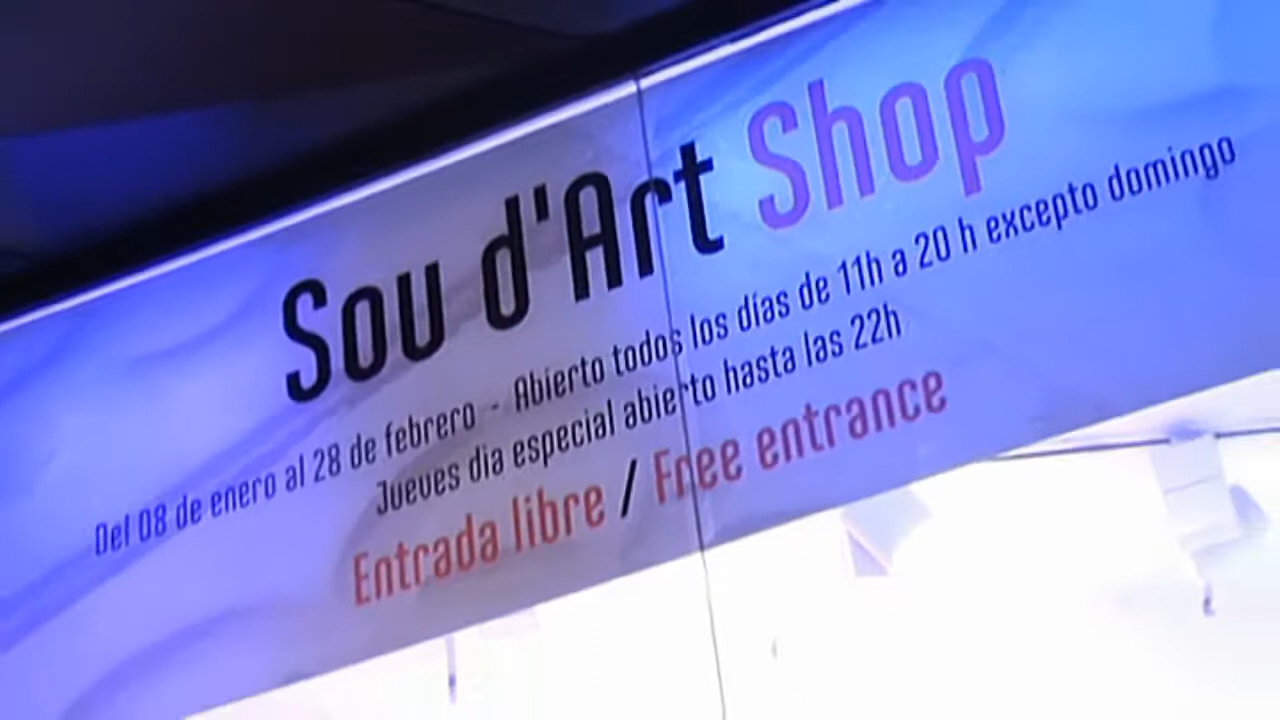 Sou d'Art Shop
Del 08 de enero al 28 de febrero - Abierto todos los días de 11h a 20 h excepto domingo
Jueves dia especial abierto hasta las 22h
Entrada libre / Free entrance